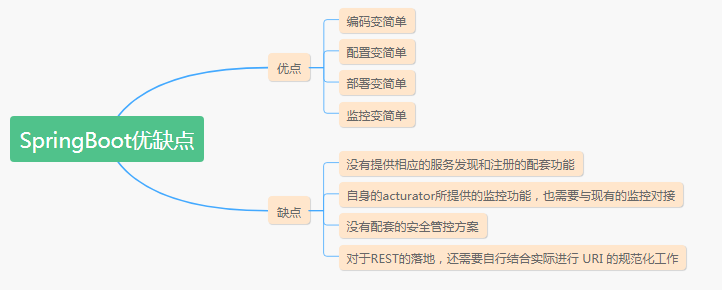 SpringBoot优缺点
优点
编码变简单
配置变简单
部署变简单
监控变简单
缺点
没有提供相应的服务发现和注册的配套功能
自身的acturator所提供的监控功能，也需要与现有的监控对接
没有配套的安全管控方案
对于REST的落地，还需要自行结合实际进行 URI 的规范化工作